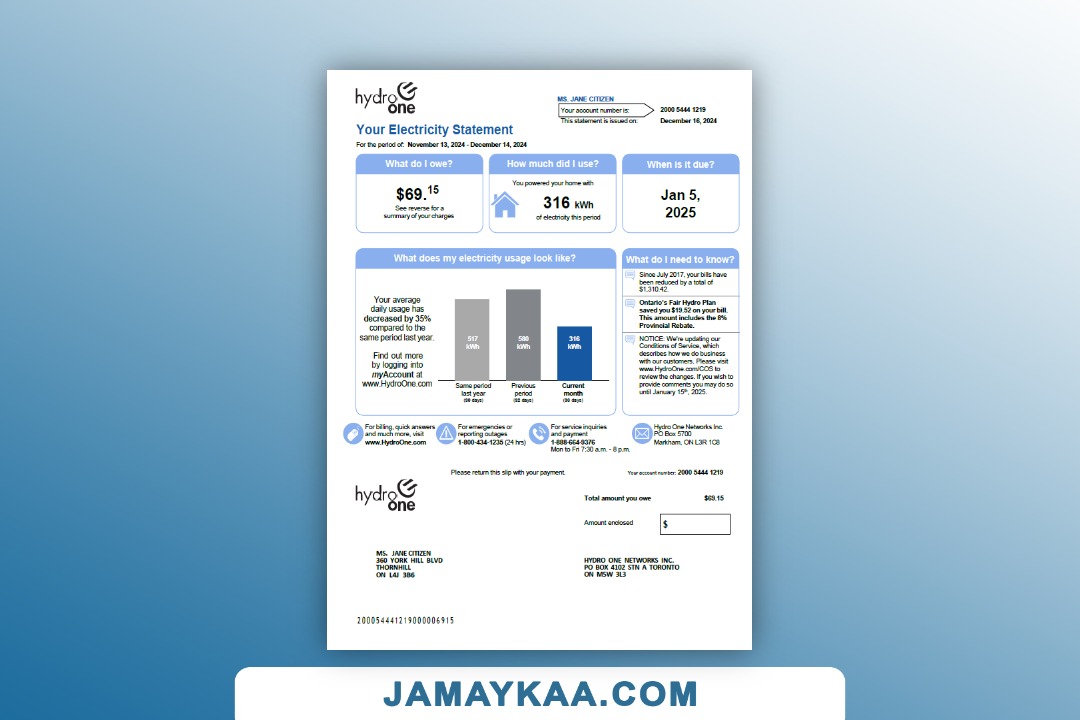 hydro one
MS. JANE CITIZEN
Your account number is: 2000 5444 1219
This statement is issued on: December 16, 2024
Your Electricity Statement
For the period of: November 13, 2024 - December 14, 2024
What do I owe?
$69.15
See reverse for a
summary of your charges
How much did I use?
You powered your home with
316 kWh
of electricity this period
When is it due?
Jan 5,
2025
What does my electricity usage look like?
Your average
daily usage has
decreased by 35%
compared to the
same period last year.
Find out more
by logging into
myAccount at
www.HydroOne.com
517
kWh
580
kWh
316
kWh
Same period
last year
Previous
period
Current
month
(30 days)
What do I need to know?
Since July 2017, your bills have
been reduced by a total of
$1,310.42.
Ontario's Fair Hydro Plan
saved you $19.52 on your bill.
This amount includes the 8%
Provincial Rebate.
NOTICE: We're updating our
Conditions of Service, which
describes how we do business
with our customers. Please visit
www.HydroOne.com/COS to
review the changes. If you wish to
provide comments you may do so
until January 15th, 2025.
For billing, quick answers
and much more, visit
www.HydroOne.com
For emergencies or
reporting outages
1-800-434-1235 (24 hrs)
For service inquiries
and payment
1-888-664-9376
Mon to Fri 7:30 a.m. - 8 p.m.
Hydro One Networks Inc.
PO Box 5700
Markham, ON L3R 1C8
Please return this slip with your payment.
Your account number: 2000 5444 1219
hydro one
Total amount you owe $69.15
Amount enclosed $
MS. JANE CITIZEN
360 YORK HILL BLVD
THORNHILL
ON L4J 3B6
HYDRO ONE NETWORKS INC.
PO BOX 4102 STN A TORONTO
ON M5W 3L3
2000544412190000006915
JAMAYKAA.COM